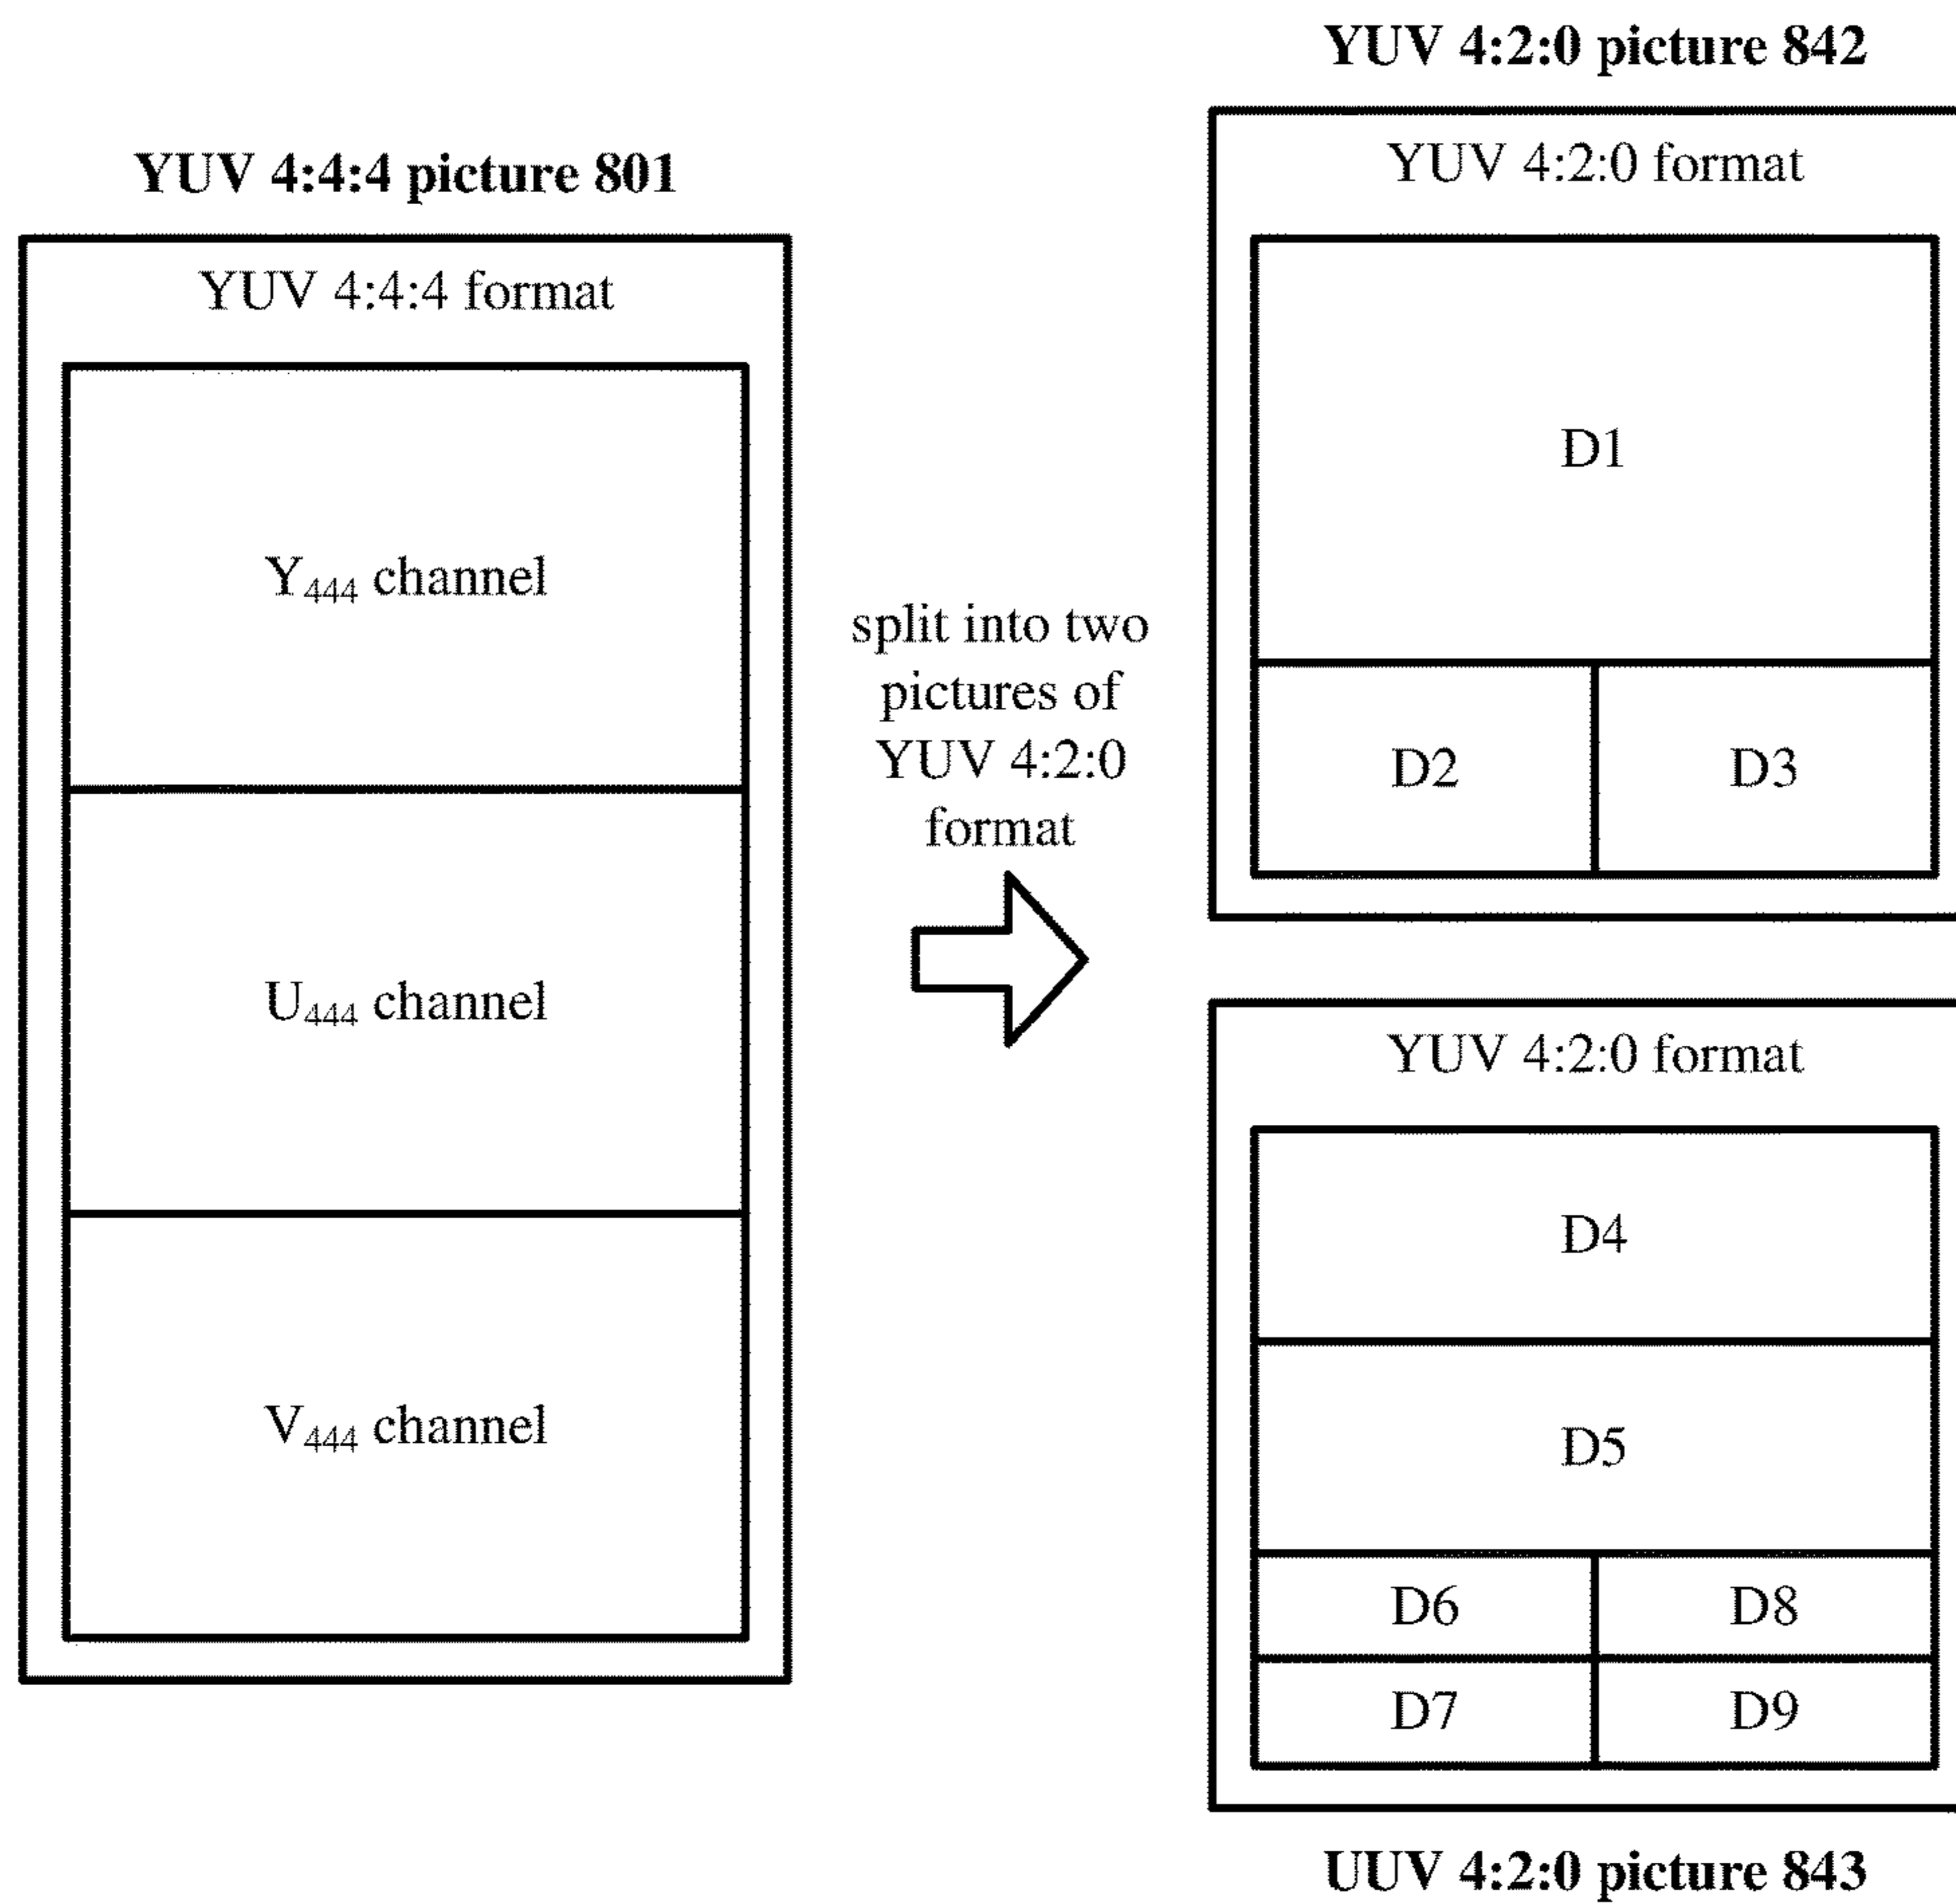 YUV 4:4:4 picture 801
YUV 4:4:4 format
Y444 channel
U444 channel
V444 channel
split into two
pictures of
YUV 4:2:0
format
YUV 4:2:0 picture 842
YUV 4:2:0 format
D1
D2 D3
YUV 4:2:0 format
D4
D5
D6 D8
D7 D9
UUV 4:2:0 picture 843